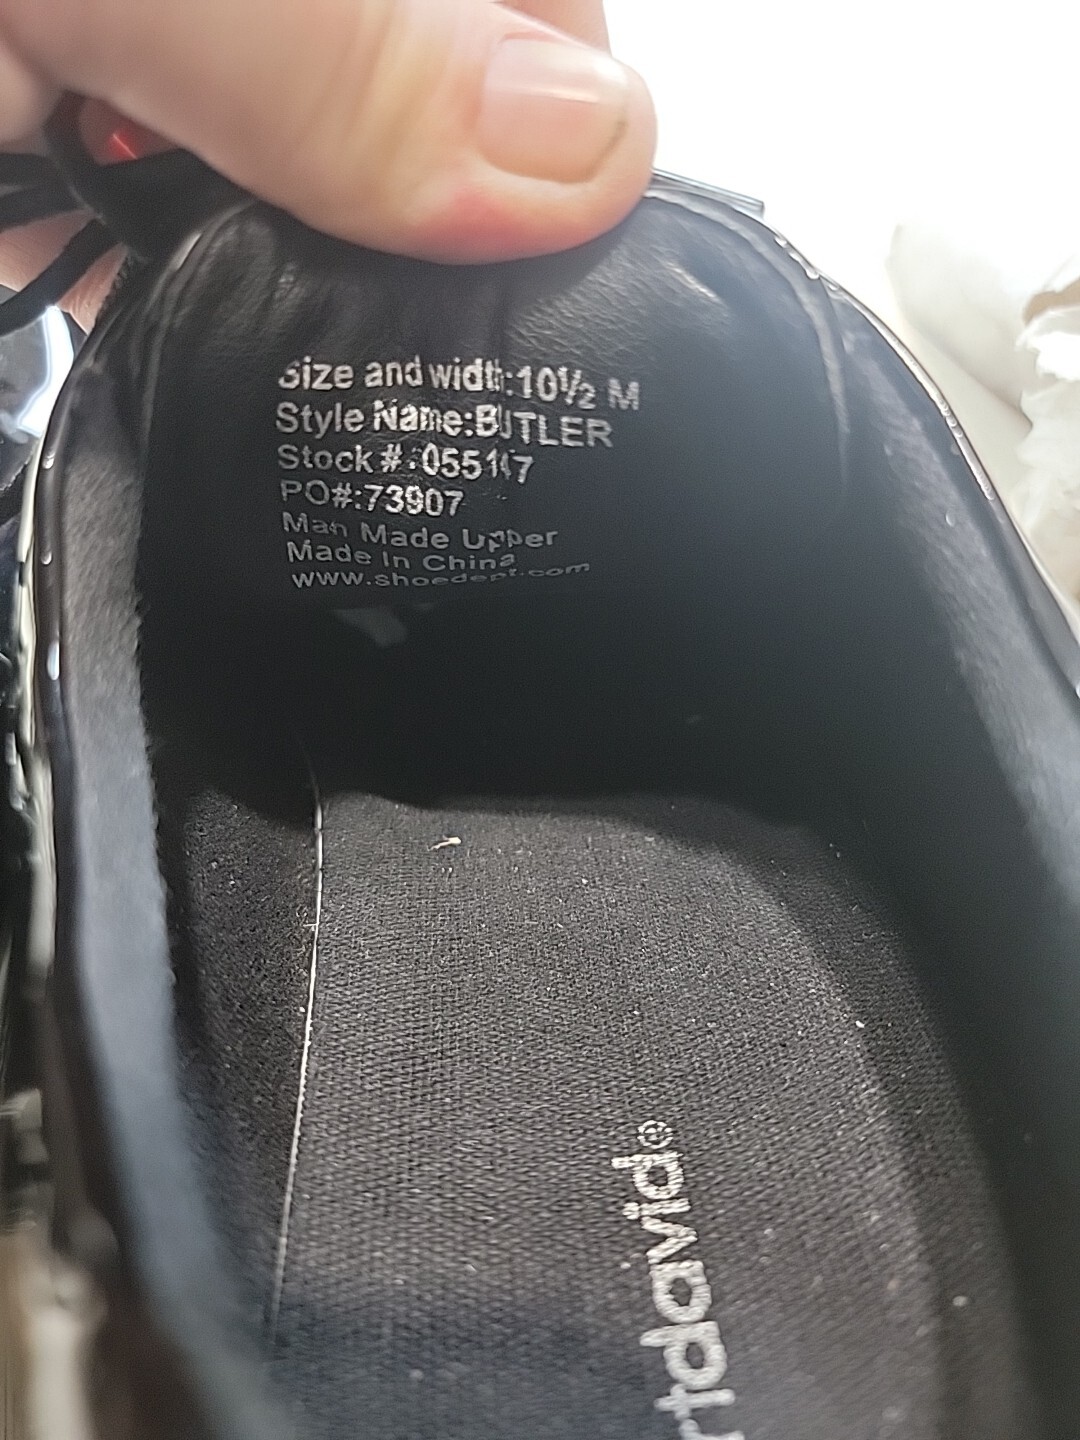 Size and width:10½ M
Style Name:BUTLER
PO#:73907
Man Made Upper
Made In China
www.shoedept.com
rtdavid®